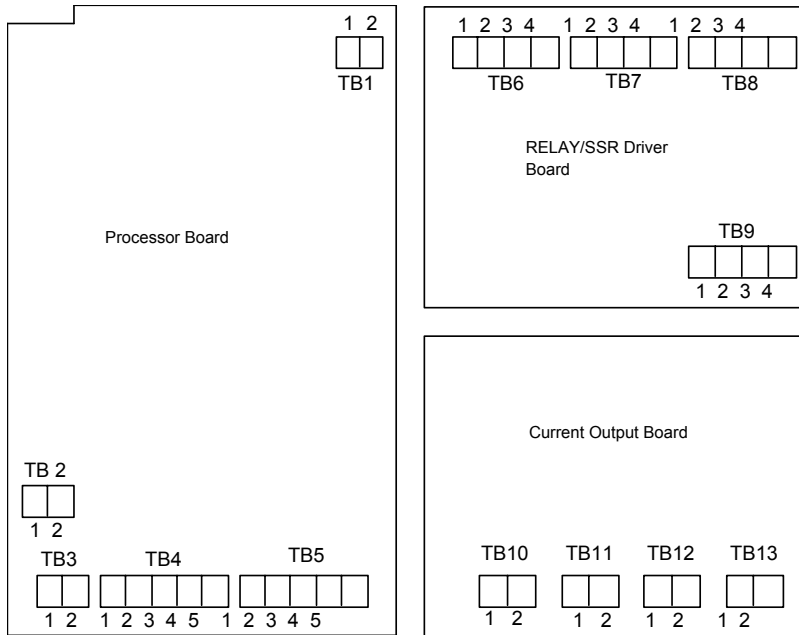 1 2
TB1
Processor Board
TB 2
1 2
TB3 TB4 TB5
1 2 1 2 3 4 5 1 2 3 4 5
1 2 3 4 1 2 3 4 1 2 3 4
TB6 TB7 TB8
RELAY/SSR Driver
Board
TB9
1 2 3 4
Current Output Board
TB10 TB11 TB12 TB13
1 2 1 2 1 2 1 2